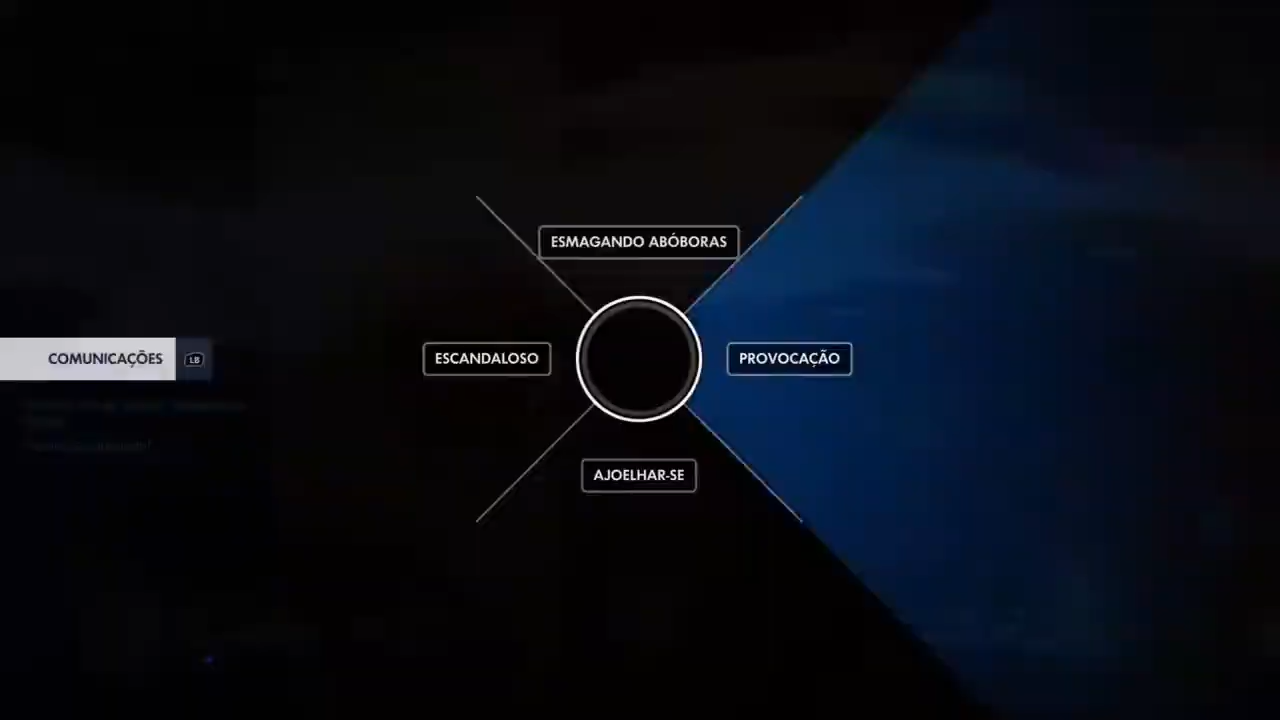 ESMAGANDO ABÓBORAS
COMUNICAÇÕES LB
ESCANDALOSO
PROVOCAÇÃO
AJOELHAR-SE